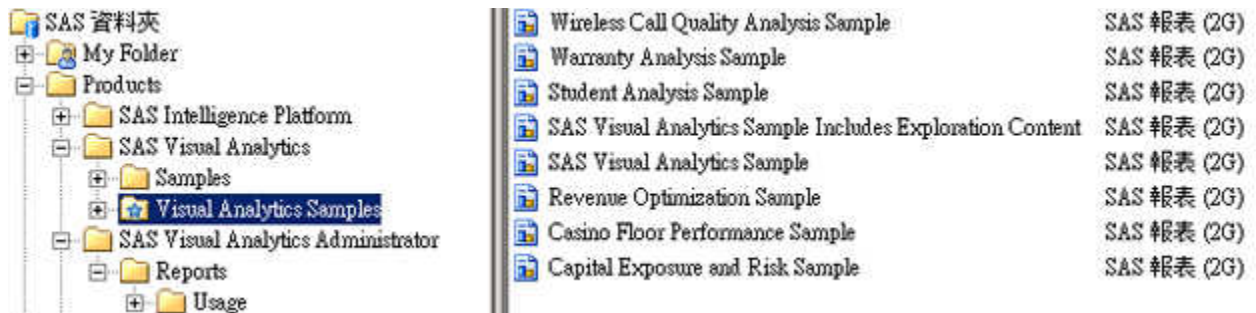 SAS 資料夾
My Folder
Products
SAS Intelligence Platform
SAS Visual Analytics
Samples
Visual Analytics Samples
SAS Visual Analytics Administrator
Reports
Usage
Wireless Call Quality Analysis Sample SAS 報表 (2G)
Warranty Analysis Sample SAS 報表 (2G)
Student Analysis Sample SAS 報表 (2G)
SAS Visual Analytics Sample Includes Exploration Content SAS 報表 (2G)
SAS Visual Analytics Sample SAS 報表 (2G)
Revenue Optimization Sample SAS 報表 (2G)
Casino Floor Performance Sample SAS 報表 (2G)
Capital Exposure and Risk Sample SAS 報表 (2G)